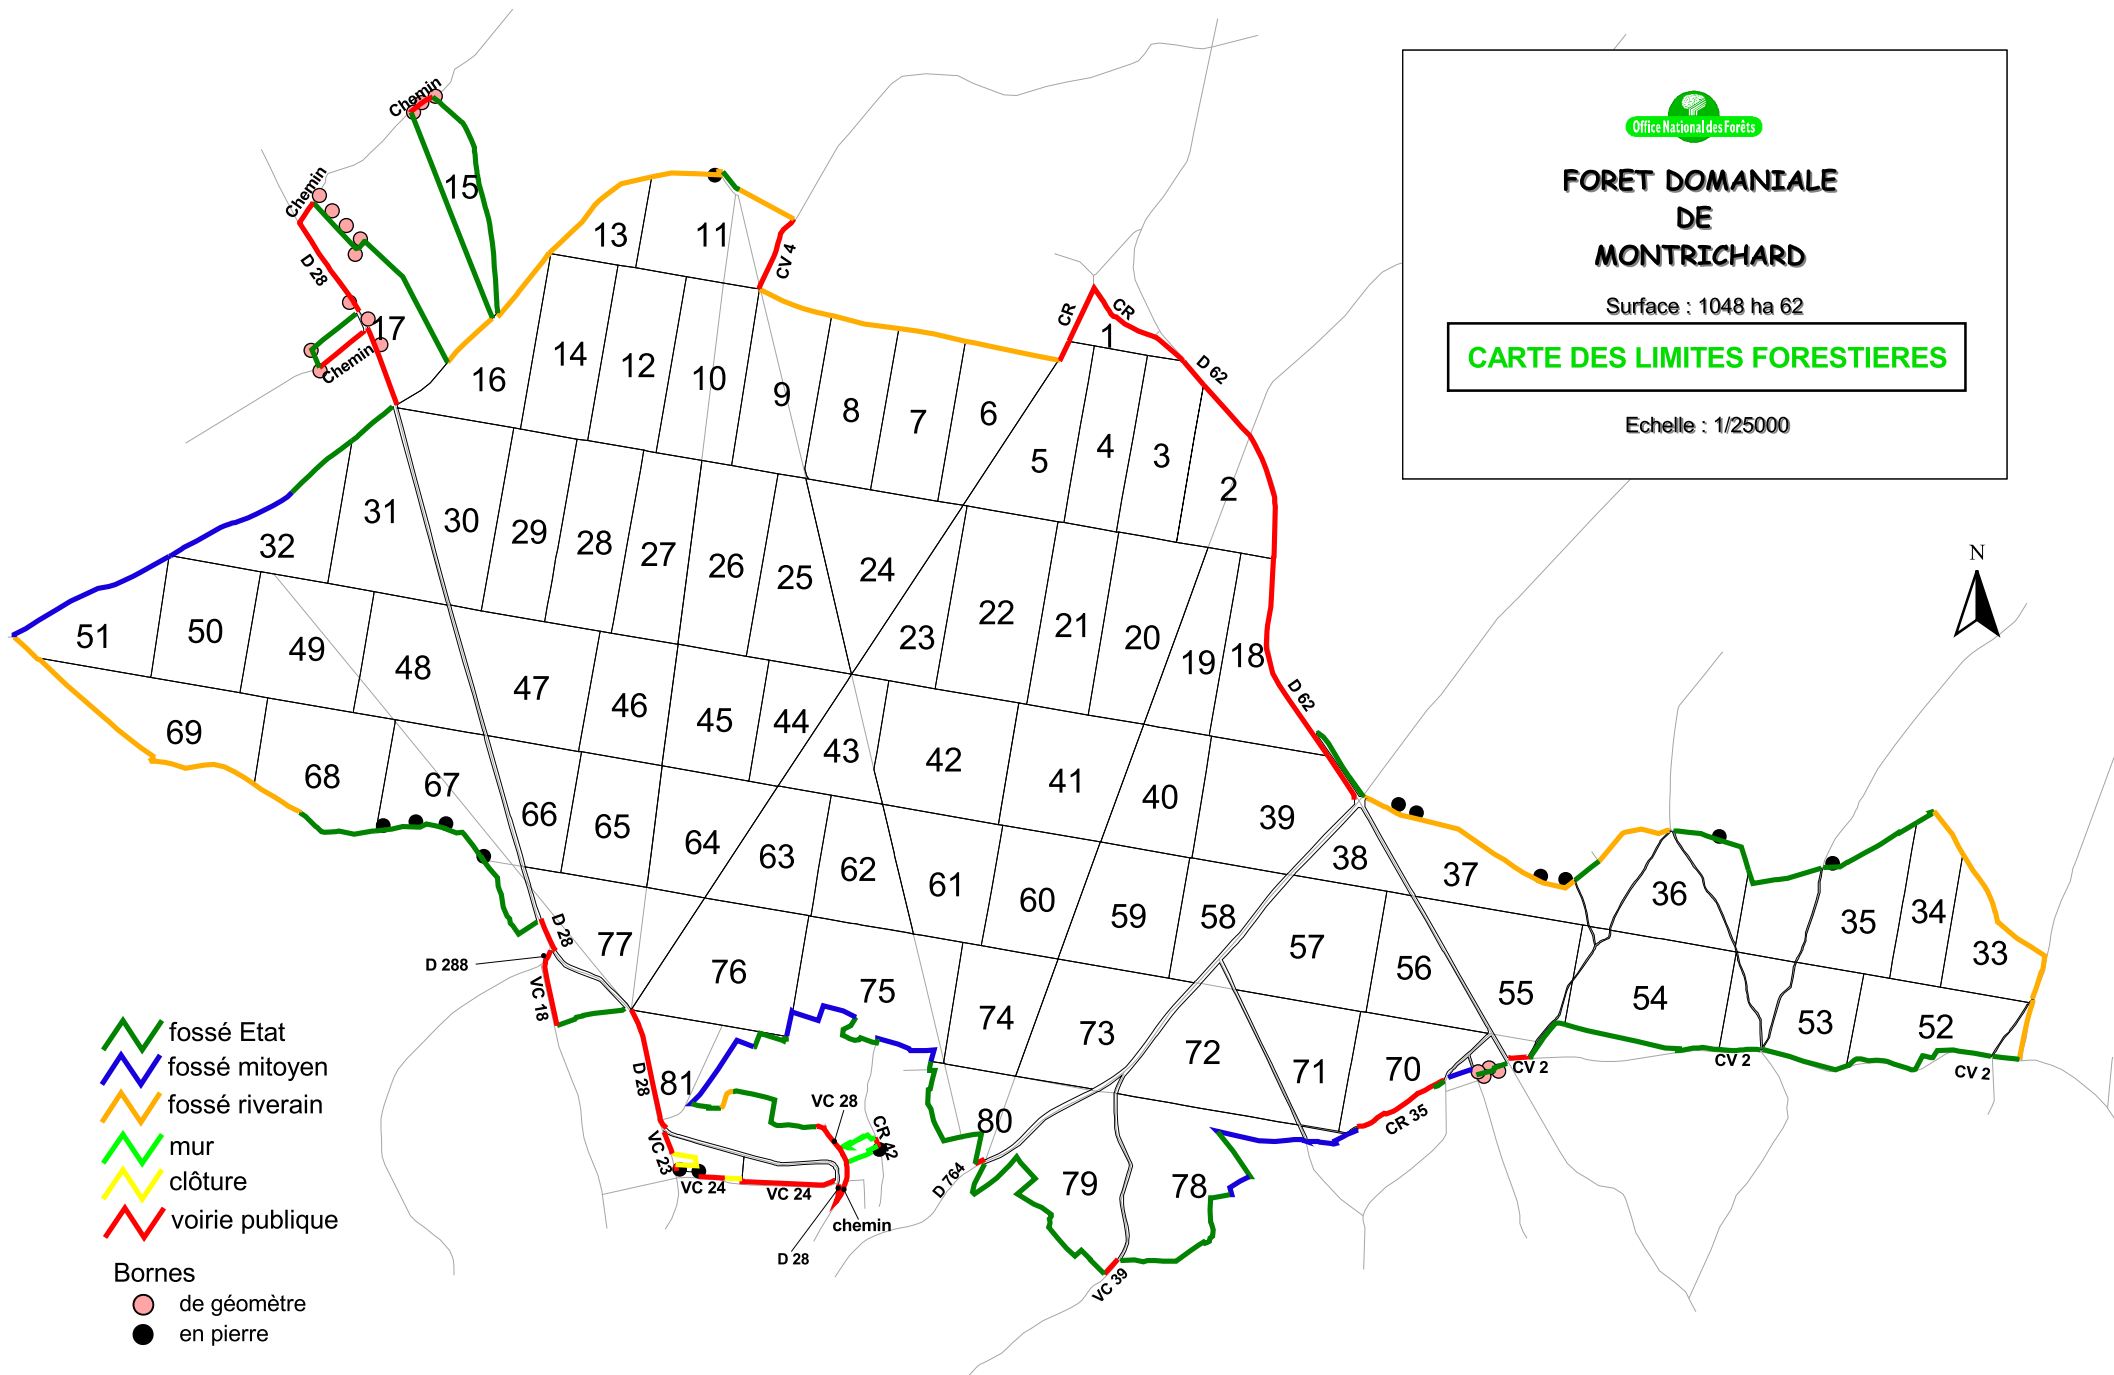 Office National des Forêts
FORET DOMANIALE
DE
MONTRICHARD
Surface : 1048 ha 62
CARTE DES LIMITES FORESTIERES
Echelle : 1/25000
N
Chemin
15
Chemin
D 28
17
Chemin
13
11
CV 4
CR
CR
1
D 62
16
14
12
10
9
8
7
6
5
4
3
2
32
31
30
29
28
27
26
25
24
23
22
21
20
19
18
D 62
51
50
49
48
47
46
45
44
43
42
41
40
39
38
37
36
35
34
33
69
68
67
66
65
64
63
62
61
60
59
58
57
56
55
54
53
52
CV 2
CV 2
CV 2
77
76
75
74
73
72
71
70
CR 35
D 28
D 288
VC 18
D 28
81
VC 28
CR 42
VC 23
VC 24
VC 24
chemin
D 28
80
D 764
79
78
VC 39
fossé Etat
fossé mitoyen
fossé riverain
mur
clôture
voirie publique
Bornes
de géomètre
en pierre